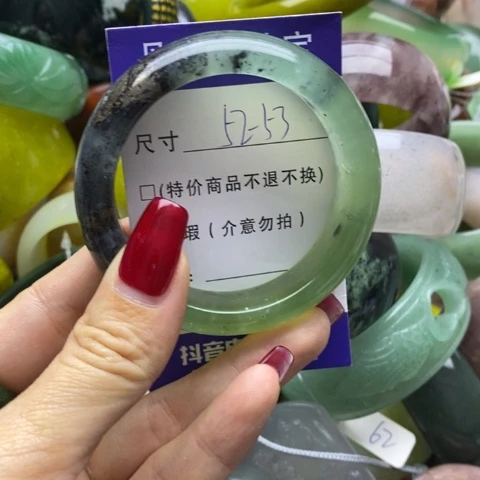 尺寸 52-53
□(特价商品不退不换)
瑕(介意勿拍)
:
抖音
62